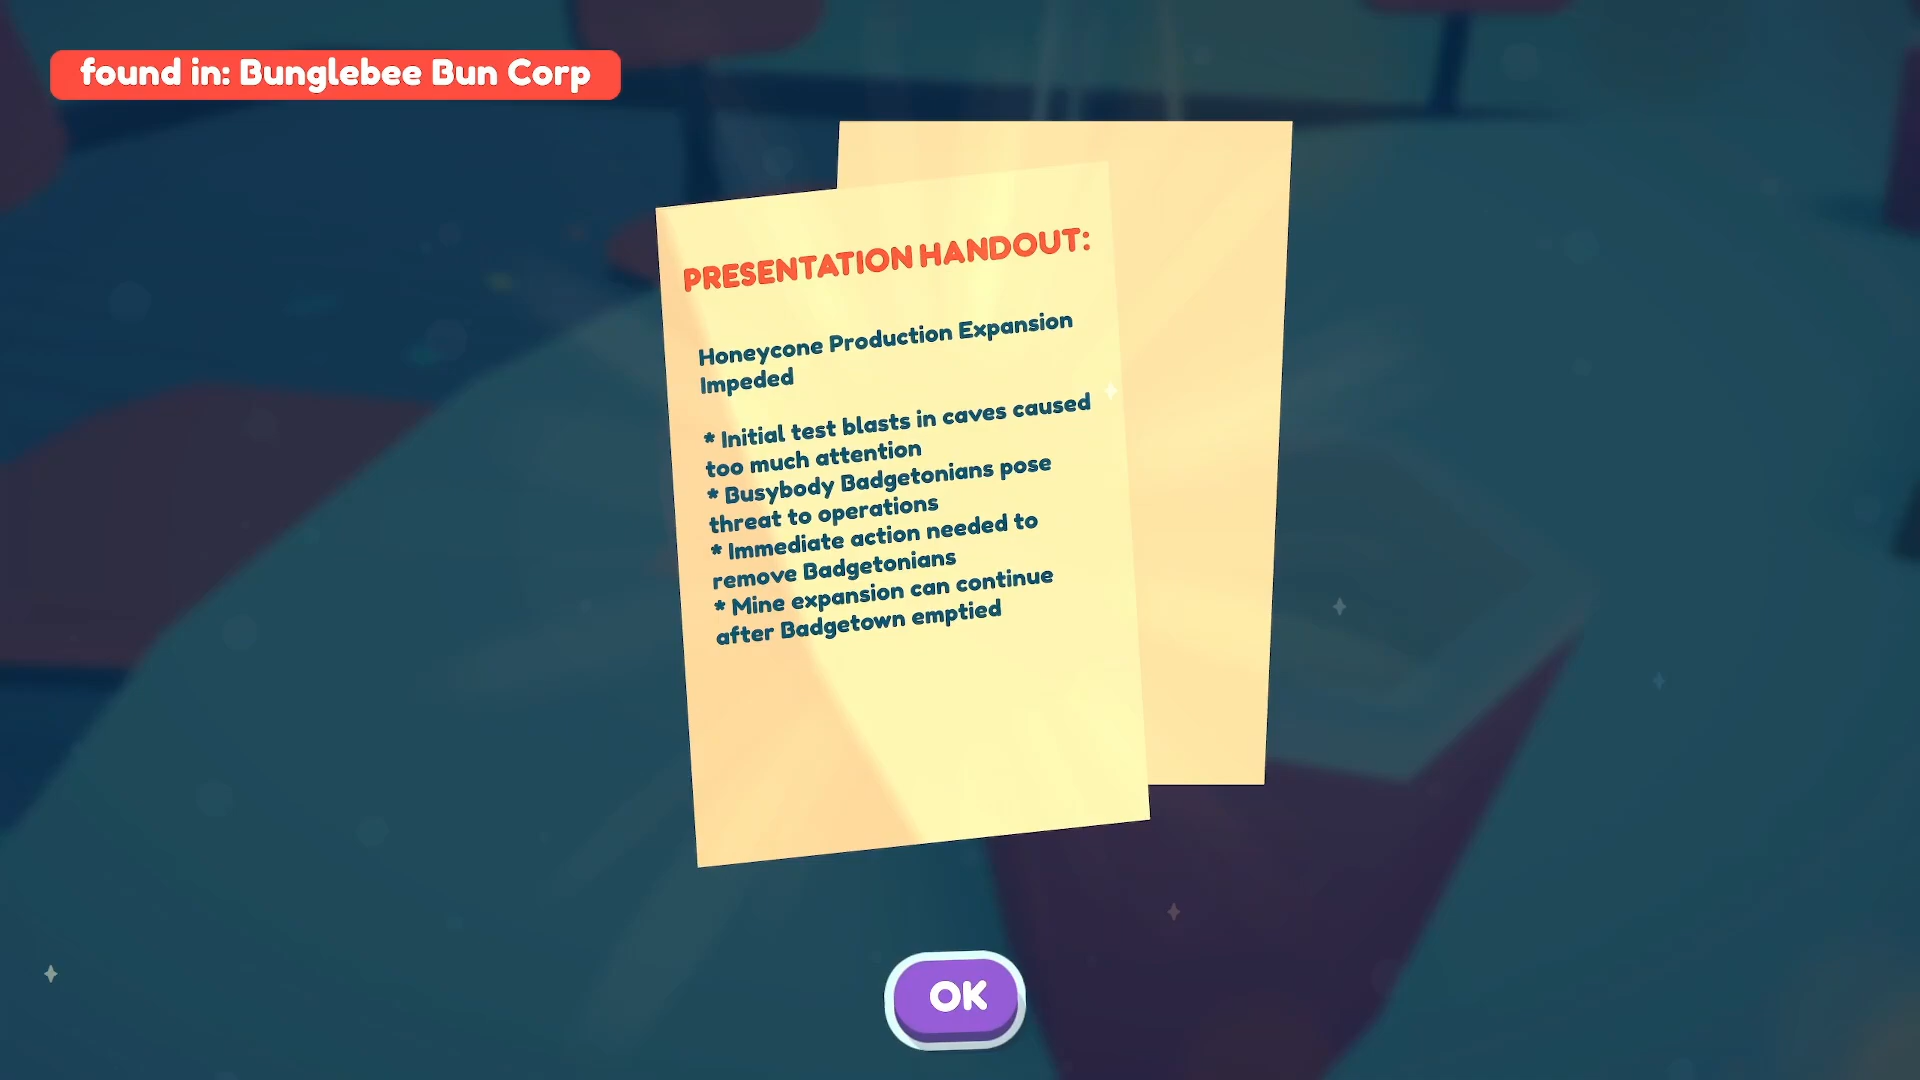 found in: Bunglebee Bun Corp
PRESENTATION HANDOUT:
Honeycone Production Expansion
Impeded
* Initial test blasts in caves caused
too much attention
* Busybody Badgetonians pose
threat to operations
* Immediate action needed to
remove Badgetonians
* Mine expansion can continue
after Badgetown emptied
OK